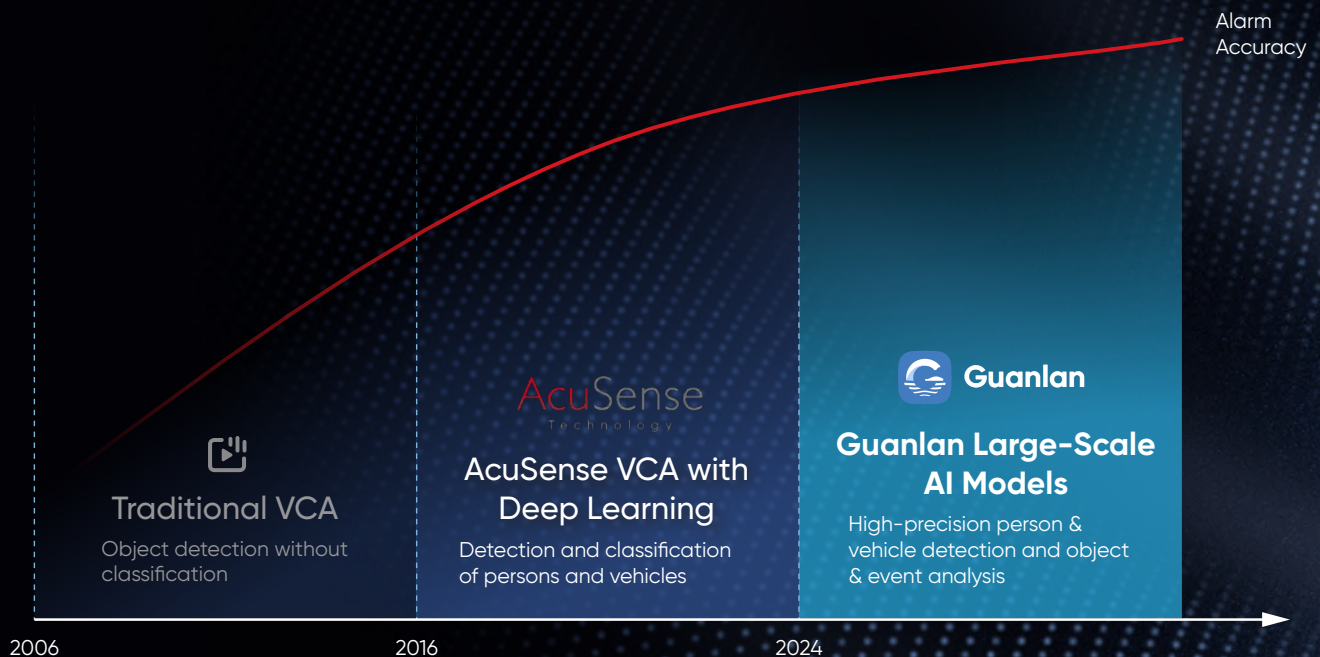 Alarm
Accuracy
Traditional VCA
Object detection without
classification
AcuSense
Technology
AcuSense VCA with
Deep Learning
Detection and classification
of persons and vehicles
Guanlan
Guanlan Large-Scale
AI Models
High-precision person &
vehicle detection and object
& event analysis
2006
2016
2024